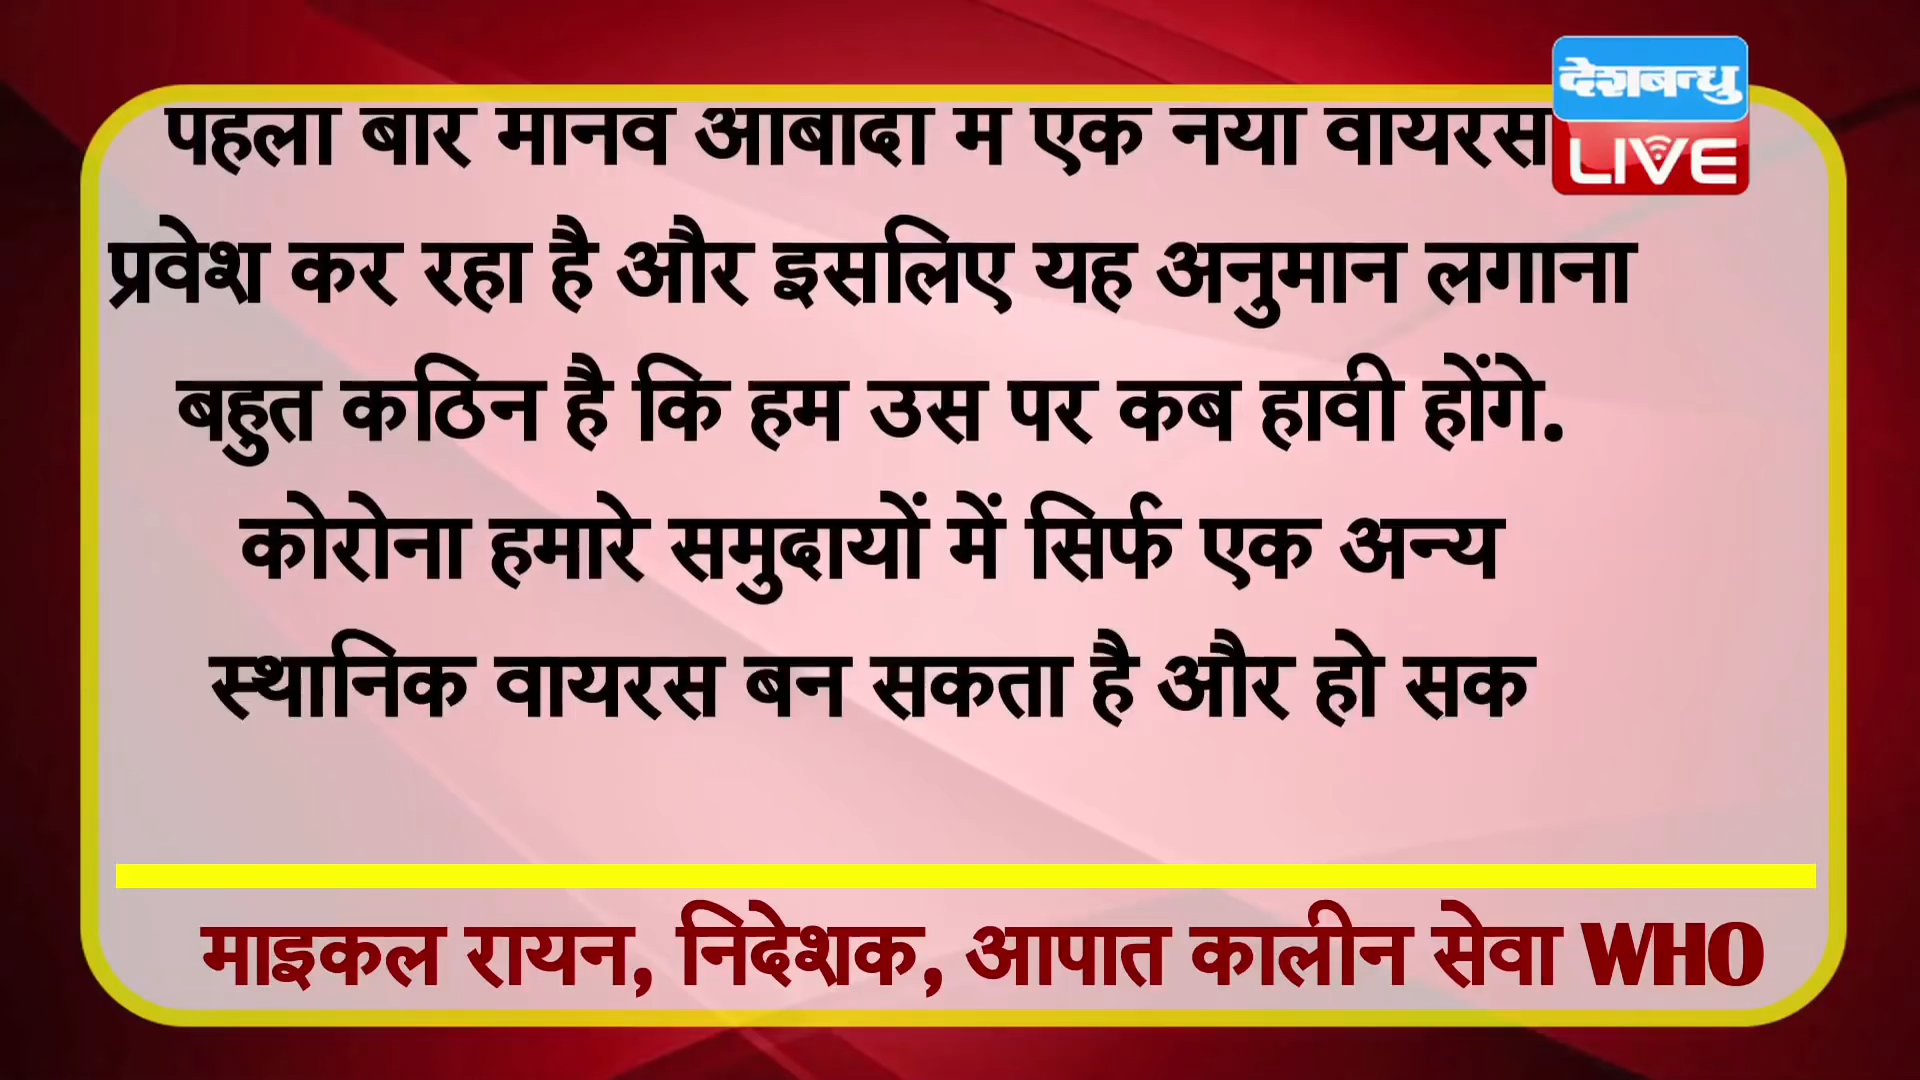 देशबन्धु
LIVE
पहली बार मानव आबादी में एक नया वायरस
प्रवेश कर रहा है और इसलिए यह अनुमान लगाना
बहुत कठिन है कि हम उस पर कब हावी होंगे.
कोरोना हमारे समुदायों में सिर्फ एक अन्य
स्थानिक वायरस बन सकता है और हो सक
माइकल रायन, निदेशक, आपात कालीन सेवा WHO